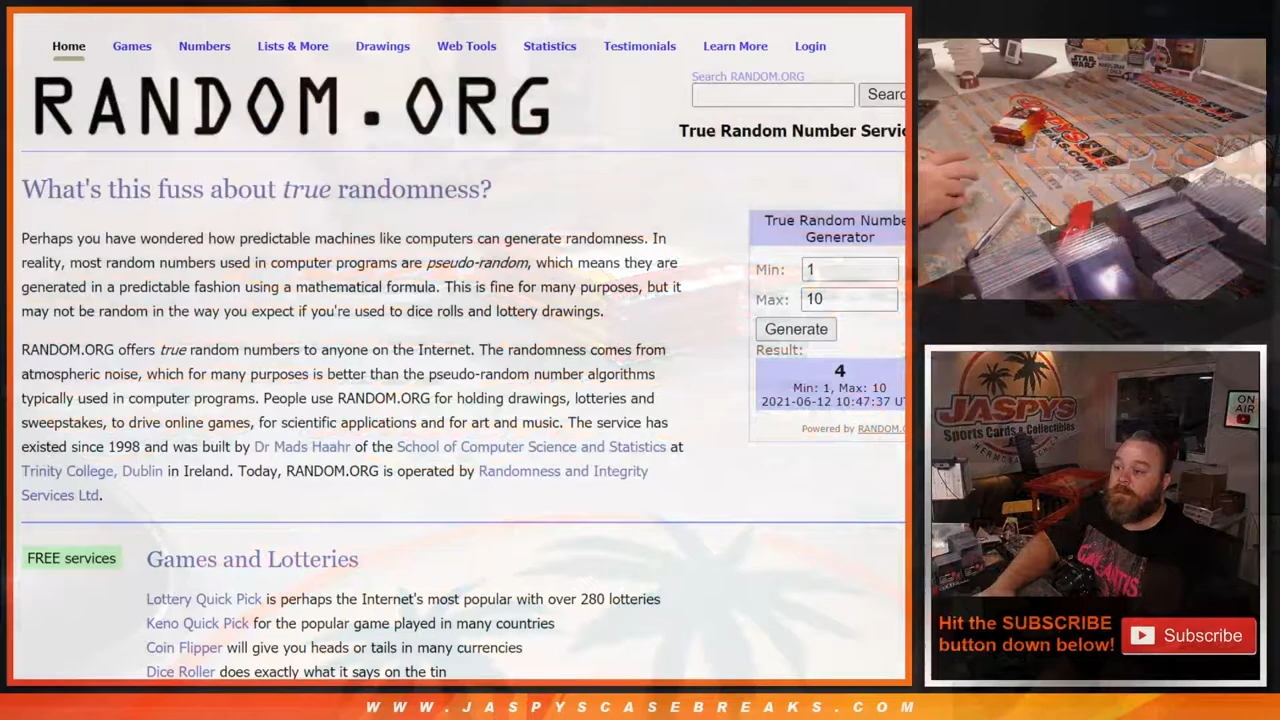 Home Games Numbers Lists & More Drawings Web Tools Statistics Testimonials Learn More Login
RANDOM.ORG
Search RANDOM.ORG
Searc
True Random Number Servic
What's this fuss about true randomness?
Perhaps you have wondered how predictable machines like computers can generate randomness. In
reality, most random numbers used in computer programs are pseudo-random, which means they are
generated in a predictable fashion using a mathematical formula. This is fine for many purposes, but it
may not be random in the way you expect if you're used to dice rolls and lottery drawings.
RANDOM.ORG offers true random numbers to anyone on the Internet. The randomness comes from
atmospheric noise, which for many purposes is better than the pseudo-random number algorithms
typically used in computer programs. People use RANDOM.ORG for holding drawings, lotteries and
sweepstakes, to drive online games, for scientific applications and for art and music. The service has
existed since 1998 and was built by Dr Mads Haahr of the School of Computer Science and Statistics at
Trinity College, Dublin in Ireland. Today, RANDOM.ORG is operated by Randomness and Integrity
Services Ltd.
True Random Numbe
Generator
Min: 1
Max: 10
Generate
Result:
4
Min: 1, Max: 10
2021-06-12 10:47:37 U
Powered by RANDOM.O
FREE services
Games and Lotteries
Lottery Quick Pick is perhaps the Internet's most popular with over 280 lotteries
Keno Quick Pick for the popular game played in many countries
Coin Flipper will give you heads or tails in many currencies
Dice Roller does exactly what it says on the tin
STAR WARS
JASPYS
CASEBREAKS.COM
JASPYS
Sports Cards & Collectibles
HERMOSA BEACH
ON
AIR
GALLANTIS
Hit the SUBSCRIBE
button down below!
Subscribe
WWW.JASPYSCASEBREAKS.COM